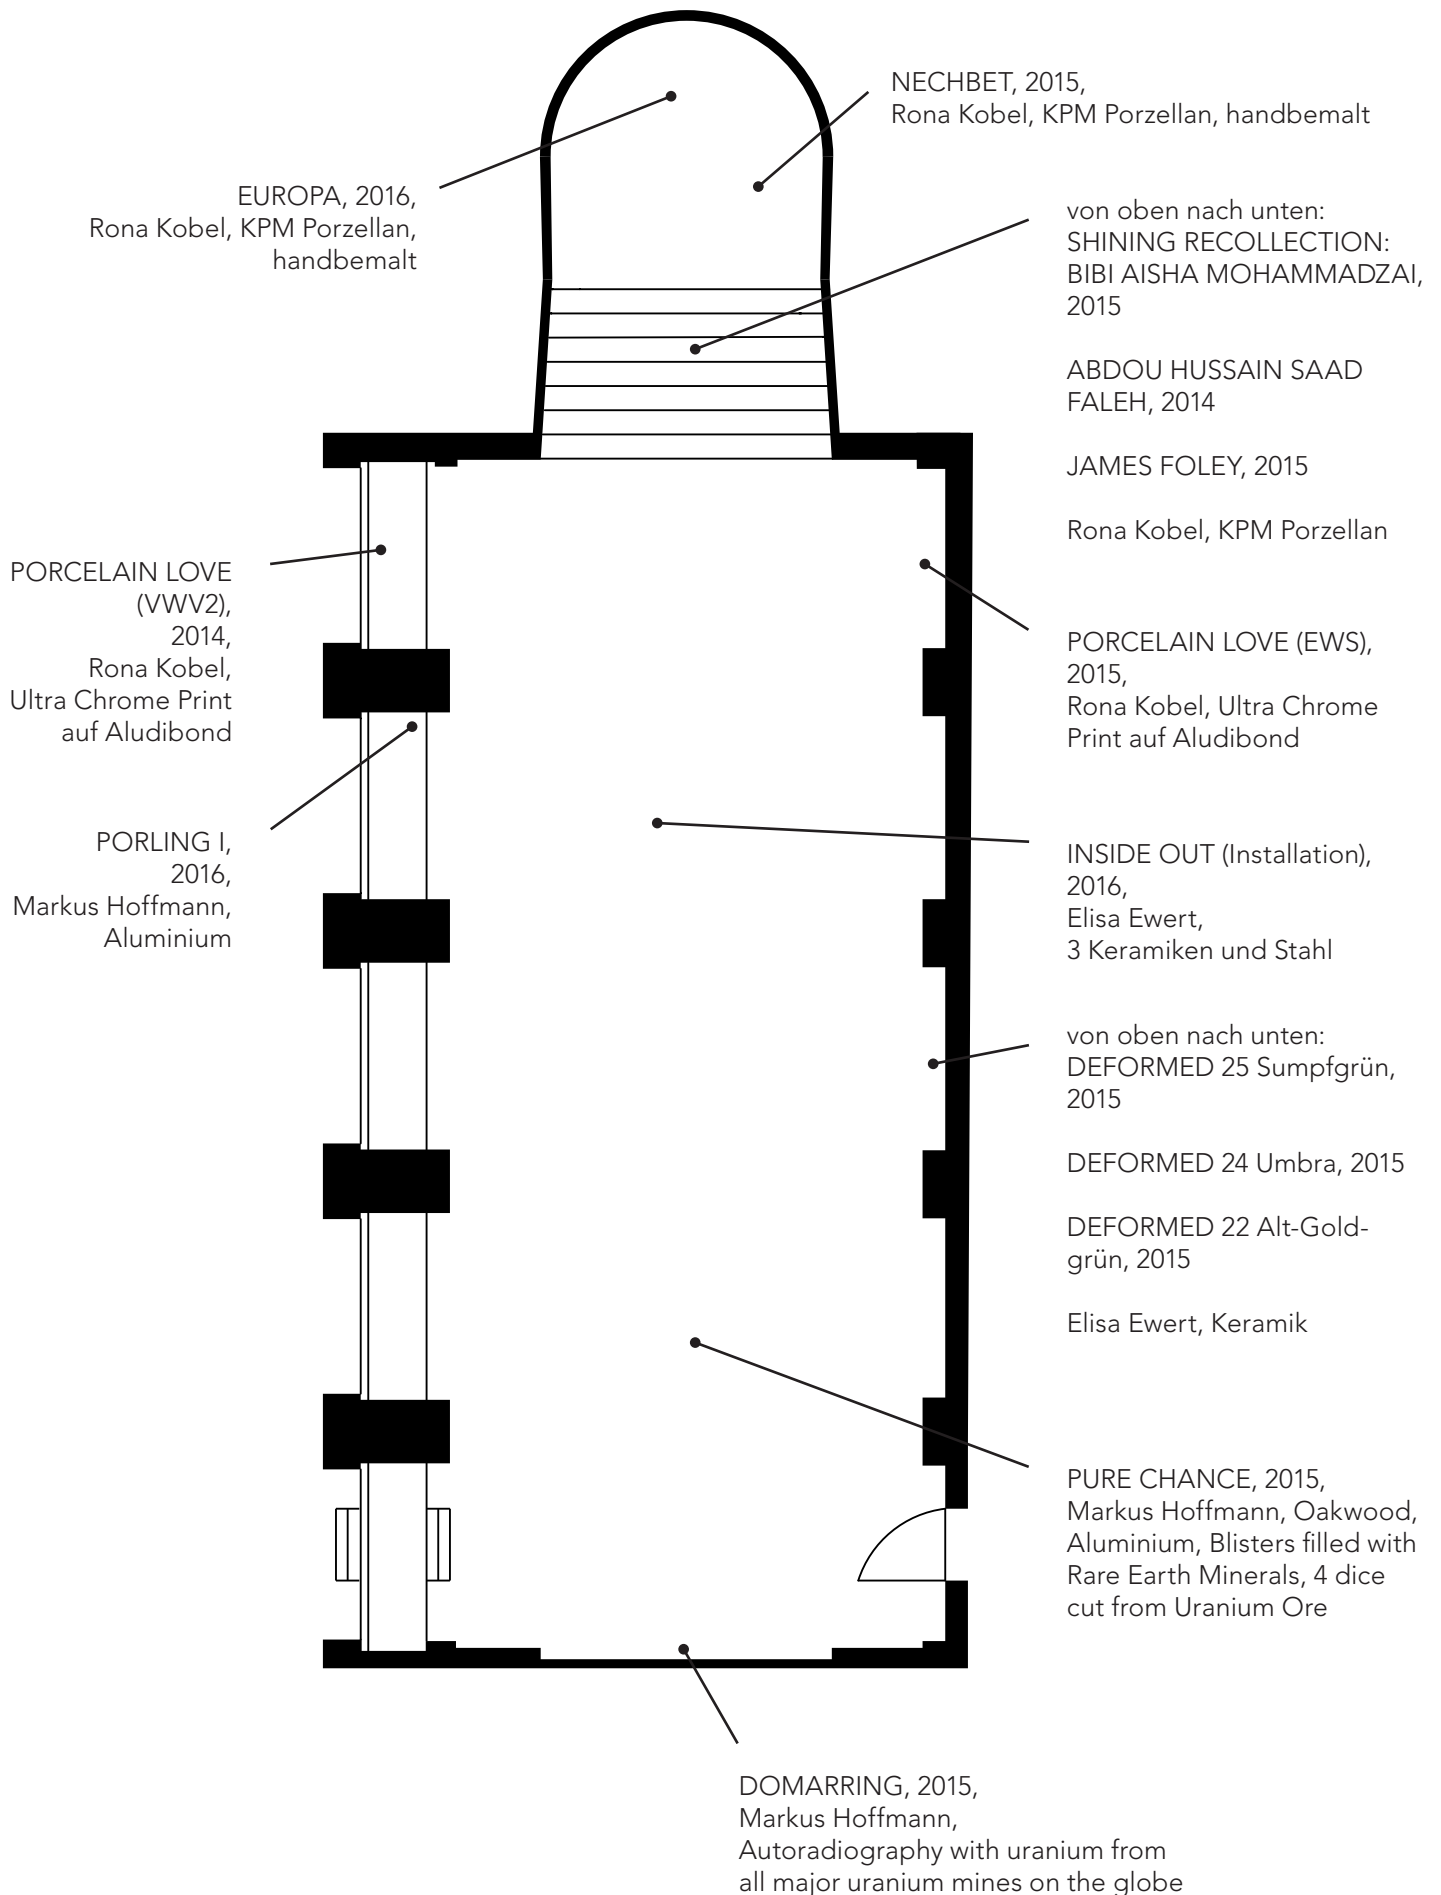 NECHBET, 2015,
Rona Kobel, KPM Porzellan, handbemalt
EUROPA, 2016,
Rona Kobel, KPM Porzellan,
handbemalt
von oben nach unten:
SHINING RECOLLECTION:
BIBI AISHA MOHAMMADZAI,
2015
ABDOU HUSSAIN SAAD
FALEH, 2014
JAMES FOLEY, 2015
Rona Kobel, KPM Porzellan
PORCELAIN LOVE
(VWV2),
2014,
Rona Kobel,
Ultra Chrome Print
auf Aludibond
PORCELAIN LOVE (EWS),
2015,
Rona Kobel, Ultra Chrome
Print auf Aludibond
PORLING I,
2016,
Markus Hoffmann,
Aluminium
INSIDE OUT (Installation),
2016,
Elisa Ewert,
3 Keramiken und Stahl
von oben nach unten:
DEFORMED 25 Sumpfgrün,
2015
DEFORMED 24 Umbra, 2015
DEFORMED 22 Alt-Gold-
grün, 2015
Elisa Ewert, Keramik
PURE CHANCE, 2015,
Markus Hoffmann, Oakwood,
Aluminium, Blisters filled with
Rare Earth Minerals, 4 dice
cut from Uranium Ore
DOMARRING, 2015,
Markus Hoffmann,
Autoradiography with uranium from
all major uranium mines on the globe